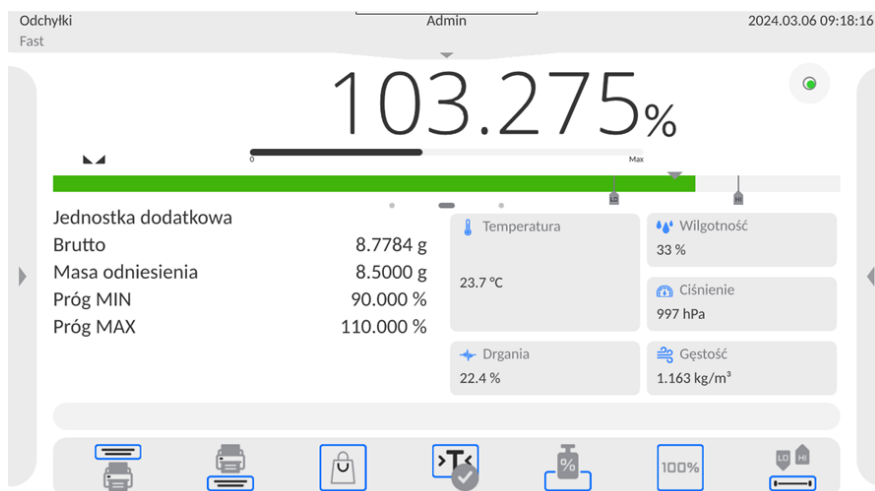 Odchyłki
Admin
2024.03.06 09:18:16
Fast
103.275%
0
Max
LO
HI
Jednostka dodatkowa
Brutto 8.7784 g
Masa odniesienia 8.5000 g
Próg MIN 90.000 %
Próg MAX 110.000 %
Temperatura
23.7 °C
Wilgotność
33 %
Ciśnienie
997 hPa
Drgania
22.4 %
Gęstość
1.163 kg/m³
>T<
%
100%
LO HI